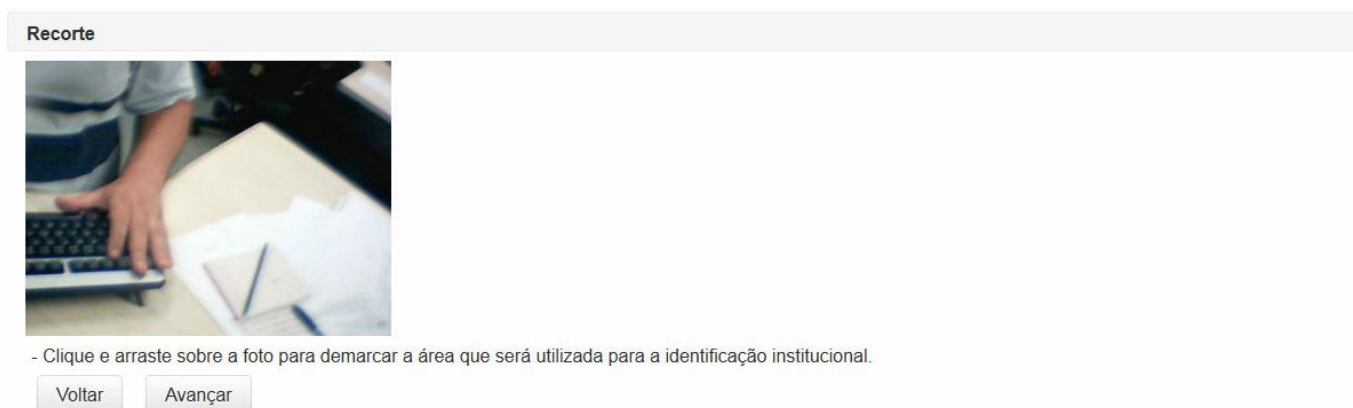 Recorte
- Clique e arraste sobre a foto para demarcar a área que será utilizada para a identificação institucional.
Voltar Avançar